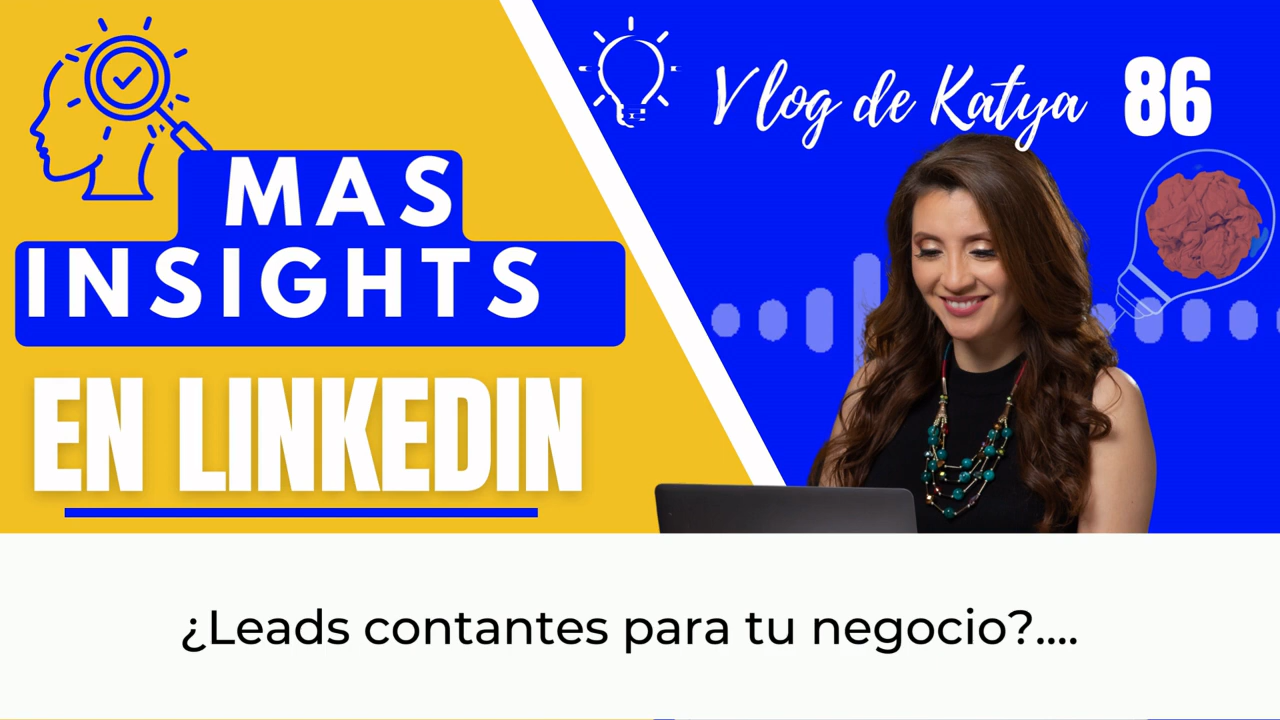 MAS
INSIGHTS
EN LINKEDIN
Vlog de Katya 86
¿Leads contantes para tu negocio?....